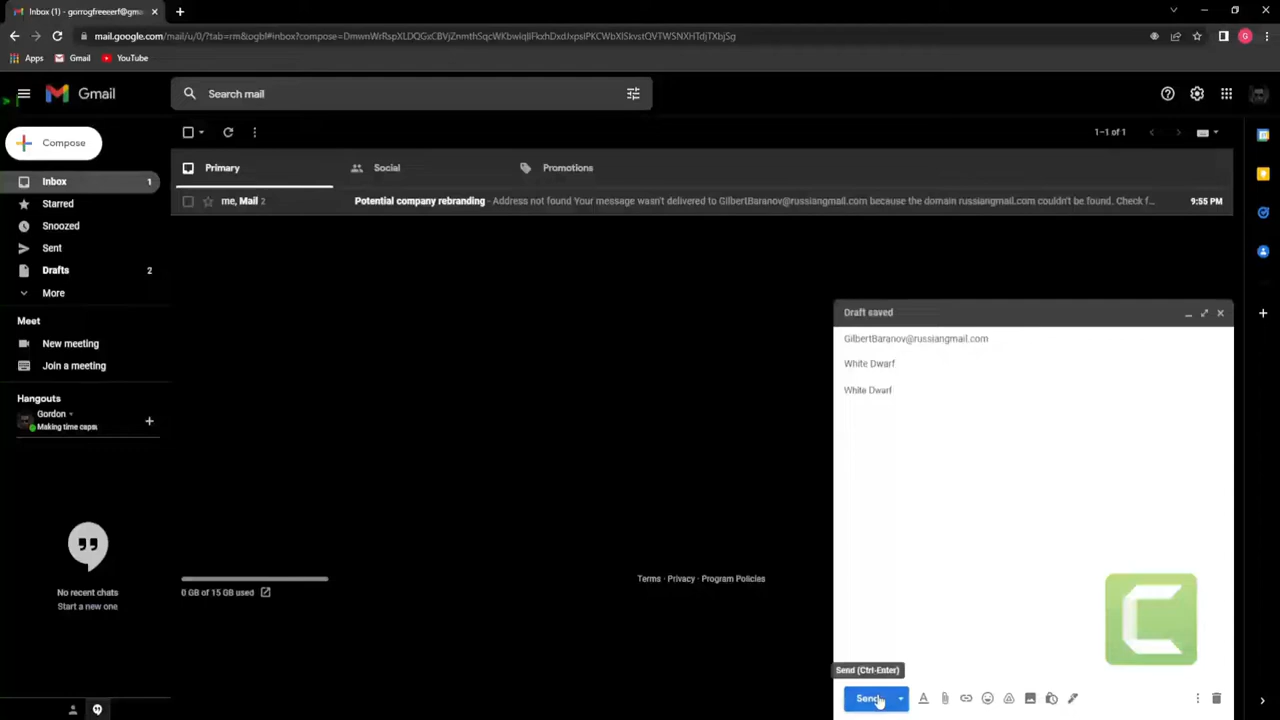 Inbox (1) - gorrogfreeeerf@gm
mail.google.com/mail/u/0/?tab=rm&ogbl#inbox?compose=
Apps Gmail YouTube
Gmail
Search mail
Compose
1–1 of 1
Primary
Social
Promotions
Inbox 1
me, Mail 2
Potential company rebranding - Address not found Your message wasn't delivered to GilbertBaranov@russiangmail.com because the domain russiangmail.com couldn't be found. Check f...
9:55 PM
Starred
Snoozed
Sent
Drafts 2
More
Meet
New meeting
Join a meeting
Hangouts
Gordon
Making time capsu
No recent chats
Start a new one
0 GB of 15 GB used
Terms · Privacy · Program Policies
Draft saved
GilbertBaranov@russiangmail.com
White Dwarf
White Dwarf
Send (Ctrl-Enter)
Send